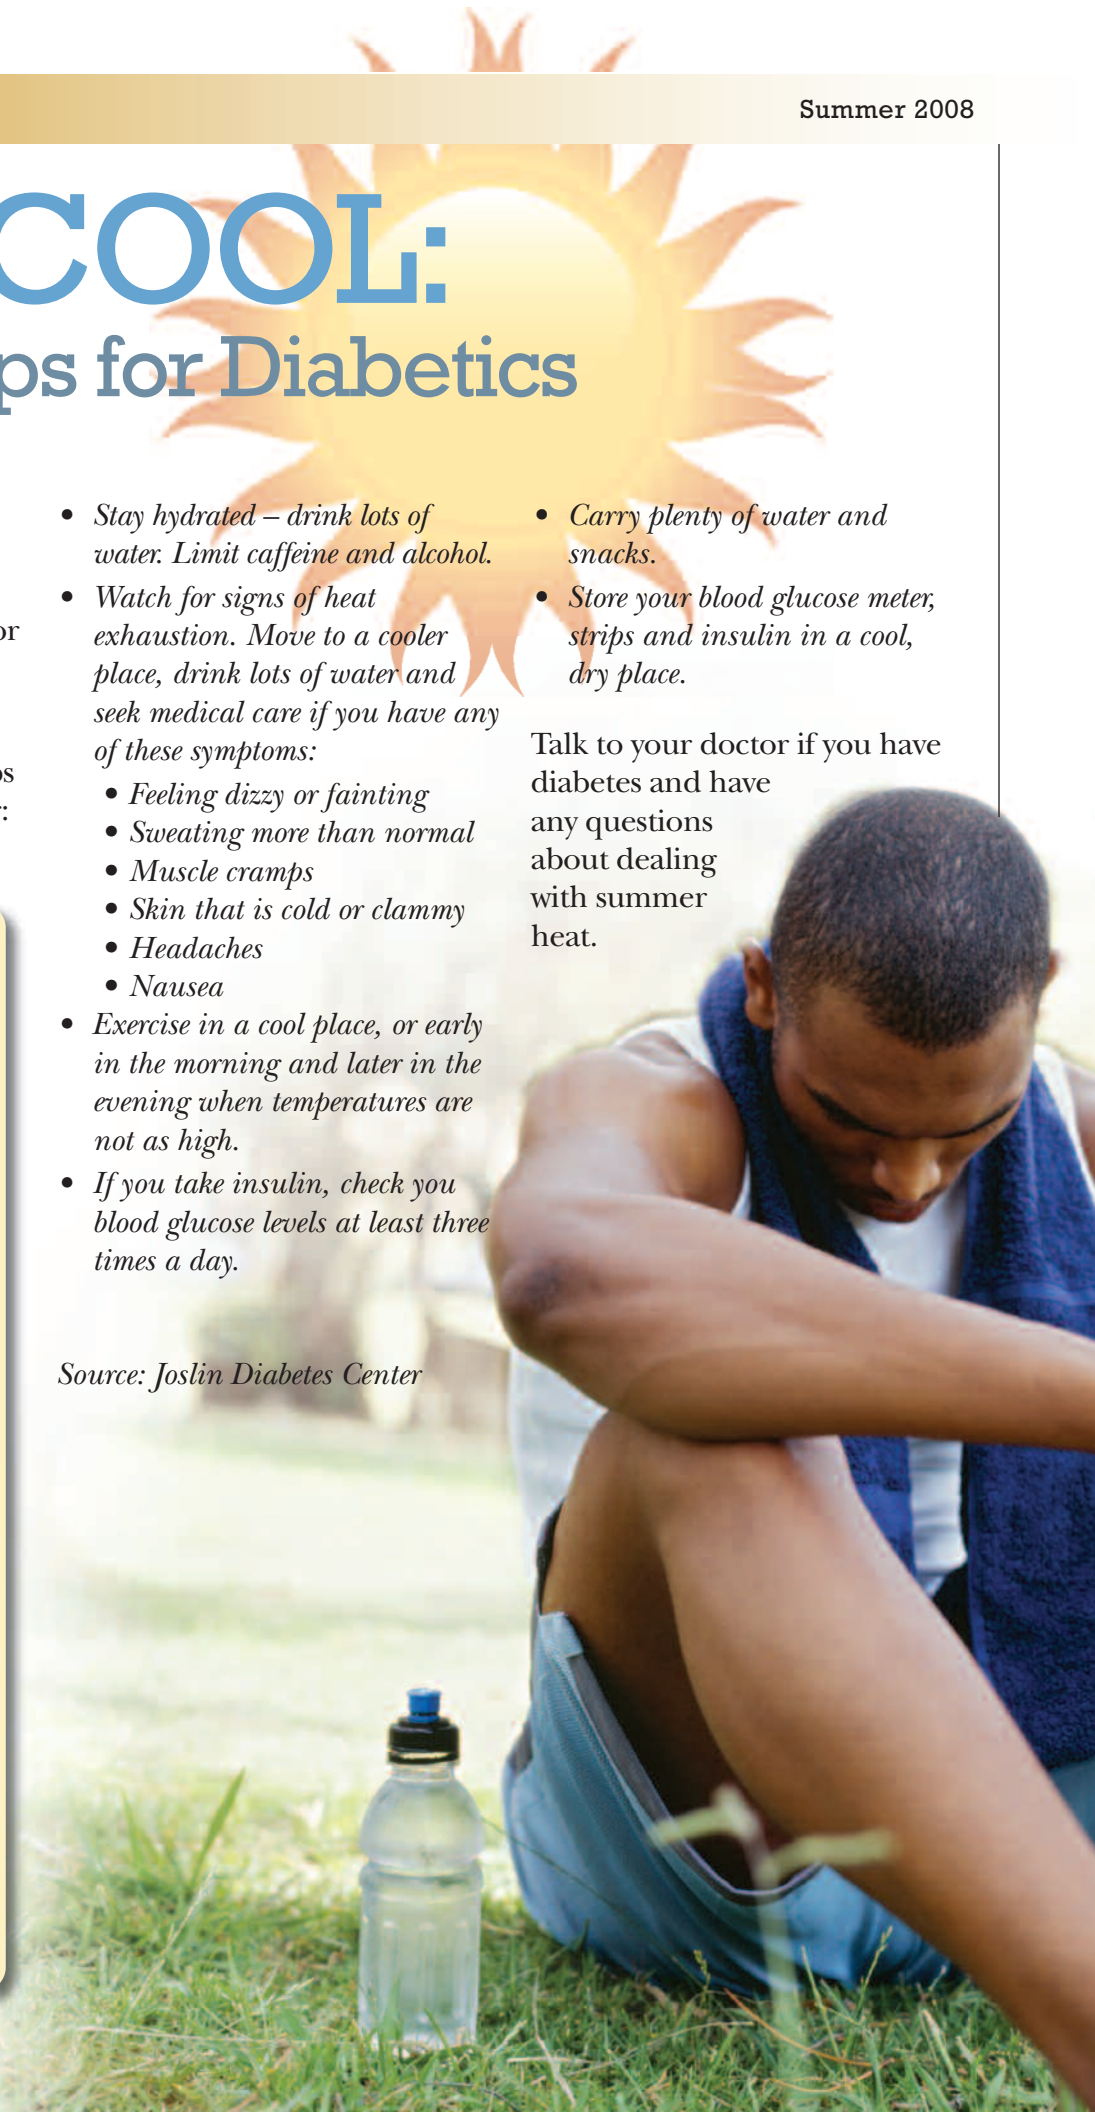 Summer 2008
COOL:
ps for Diabetics
or
ps
r:
• Stay hydrated – drink lots of
water. Limit caffeine and alcohol.
• Watch for signs of heat
exhaustion. Move to a cooler
place, drink lots of water and
seek medical care if you have any
of these symptoms:
• Feeling dizzy or fainting
• Sweating more than normal
• Muscle cramps
• Skin that is cold or clammy
• Headaches
• Nausea
• Exercise in a cool place, or early
in the morning and later in the
evening when temperatures are
not as high.
• If you take insulin, check you
blood glucose levels at least three
times a day.
Source: Joslin Diabetes Center
• Carry plenty of water and
snacks.
• Store your blood glucose meter,
strips and insulin in a cool,
dry place.
Talk to your doctor if you have
diabetes and have
any questions
about dealing
with summer
heat.